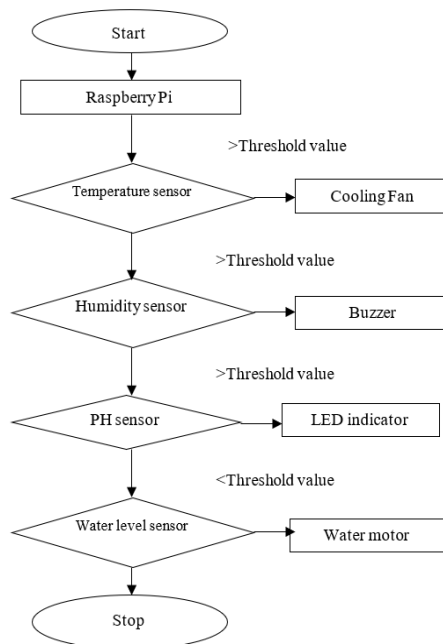 Start
Raspberry Pi
>Threshold value
Temperature sensor
Cooling Fan
>Threshold value
Humidity sensor
Buzzer
>Threshold value
PH sensor
LED indicator
<Threshold value
Water level sensor
Water motor
Stop